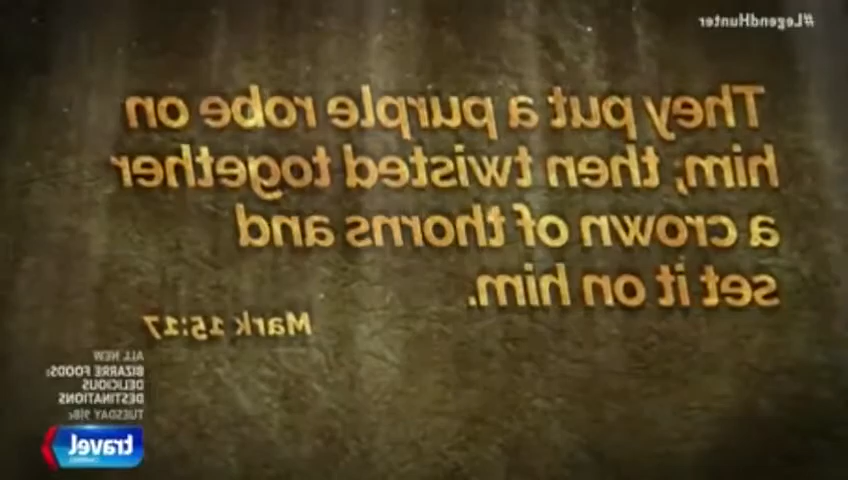 #LegendHunter
They put a purple robe on
him, then twisted together
a crown of thorns and
set it on him.
Mark 15:17
ALL NEW
BIZARRE FOODS:
DELICIOUS
DESTINATIONS
TUESDAY 9|8c
travel